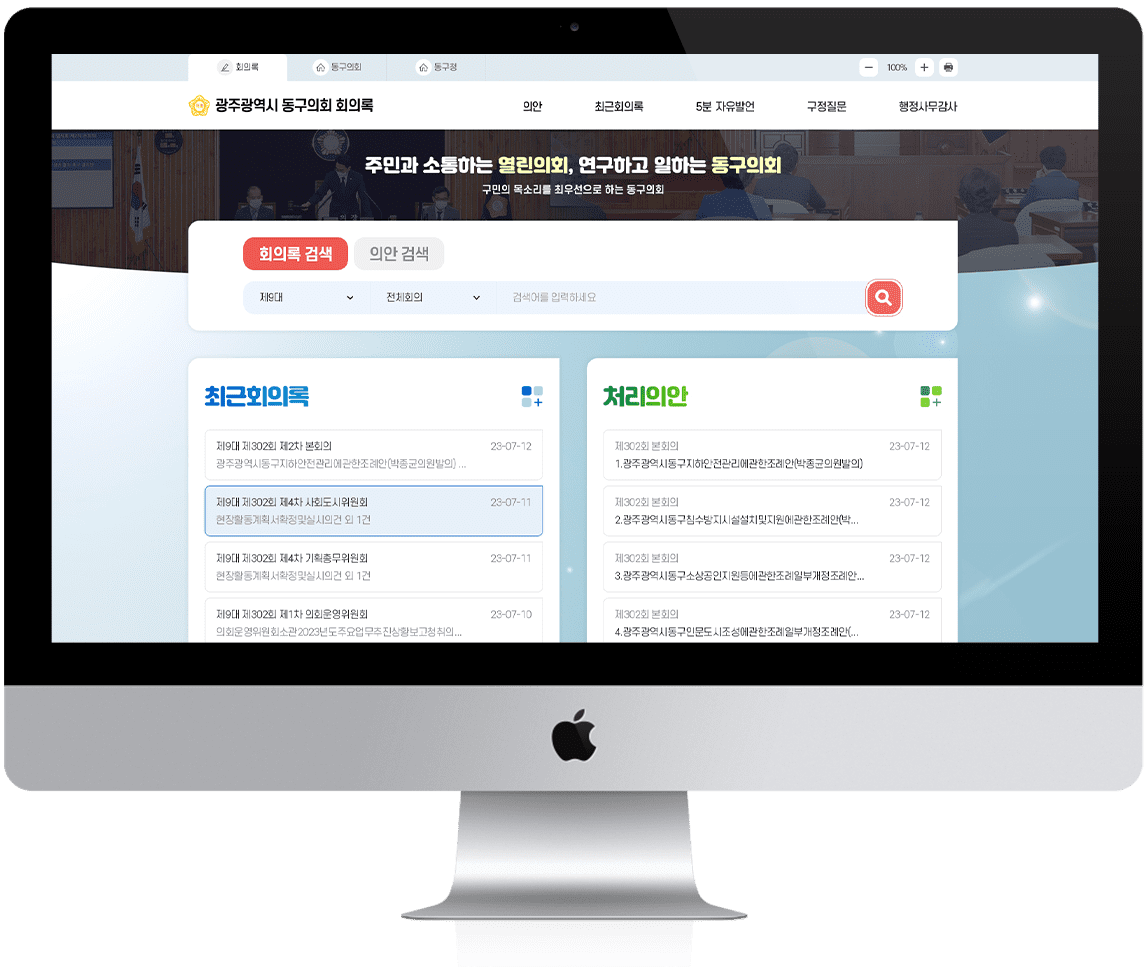 회의록
동구의회
동구청
100%
광주광역시 동구의회 회의록
의안
최근회의록
5분 자유발언
구정질문
행정사무감사
주민과 소통하는 열린의회, 연구하고 일하는 동구의회
구민의 목소리를 최우선으로 하는 동구의회
회의록 검색
의안 검색
제9대
전체회의
검색어를 입력하세요
최근회의록
제9대 제302회 제2차 본회의 23-07-12
광주광역시동구지하안전관리에관한조례안(박종균의원발의) ...
제9대 제302회 제4차 사회도시위원회 23-07-11
현장활동계획서확정및실시의건 외 1건
제9대 제302회 제4차 기획총무위원회 23-07-11
현장활동계획서확정및실시의건 외 1건
제9대 제302회 제1차 의회운영위원회 23-07-10
의회운영위원회소관2023년도주요업무추진상황보고청취의...
처리의안
제302회 본회의 23-07-12
1.광주광역시동구지하안전관리에관한조례안(박종균의원발의)
제302회 본회의 23-07-12
2.광주광역시동구침수방지시설설치및지원에관한조례안(박...
제302회 본회의 23-07-12
3.광주광역시동구소상공인지원등에관한조례일부개정조례안...
제302회 본회의 23-07-12
4.광주광역시동구인문도시조성에관한조례일부개정조례안(...